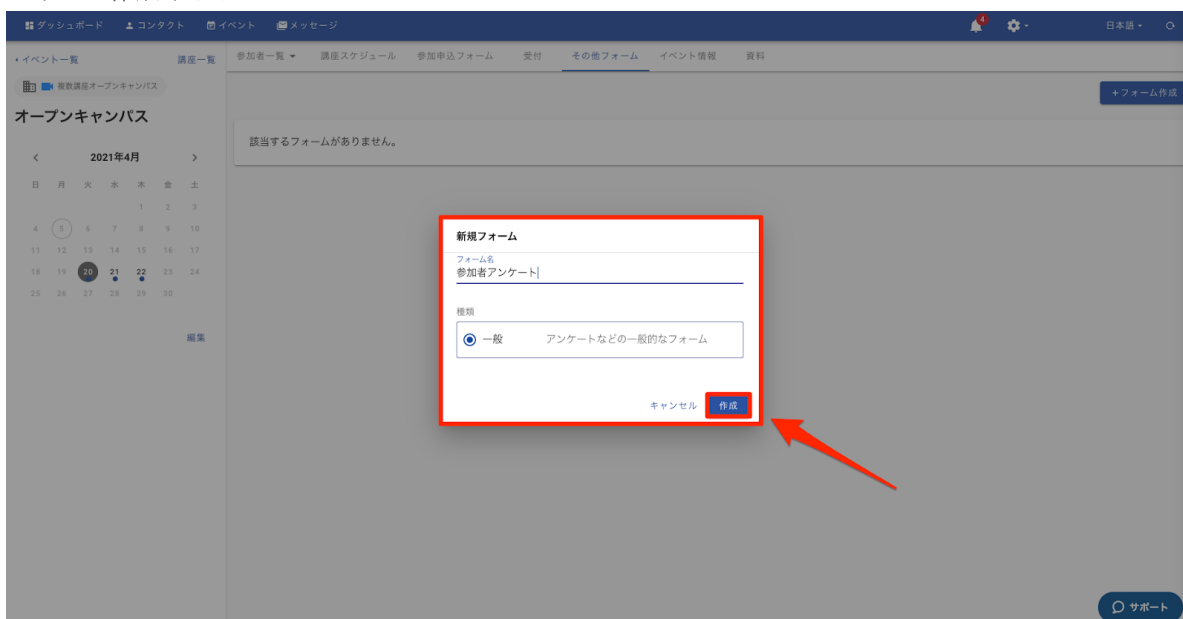 ダッシュボード コンタクト イベント メッセージ 4 日本語
イベント一覧 講座一覧
参加者一覧 講座スケジュール 参加申込フォーム 受付 その他フォーム イベント情報 資料
複数講座オープンキャンパス
+フォーム作成
オープンキャンパス
該当するフォームがありません。
< 2021年4月 >
日 月 火 水 木 金 土
1 2 3
4 5 6 7 8 9 10
11 12 13 14 15 16 17
18 19 20 21 22 23 24
25 26 27 28 29 30
編集
新規フォーム
フォーム名
参加者アンケート
種類
一般 アンケートなどの一般的なフォーム
キャンセル 作成
サポート